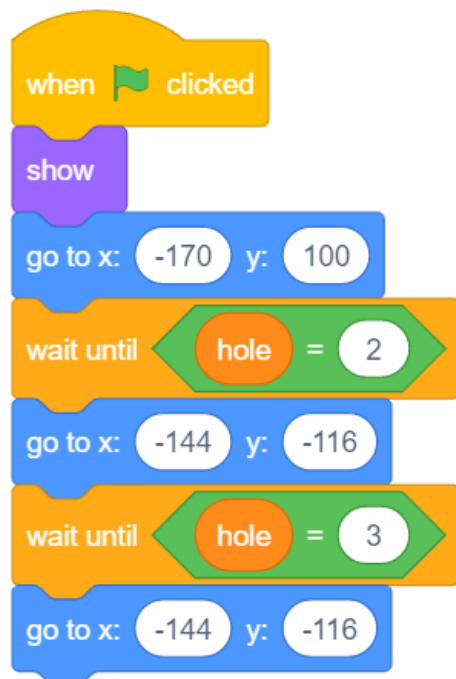 when clicked
show
go to x: -170 y: 100
wait until hole = 2
go to x: -144 y: -116
wait until hole = 3
go to x: -144 y: -116